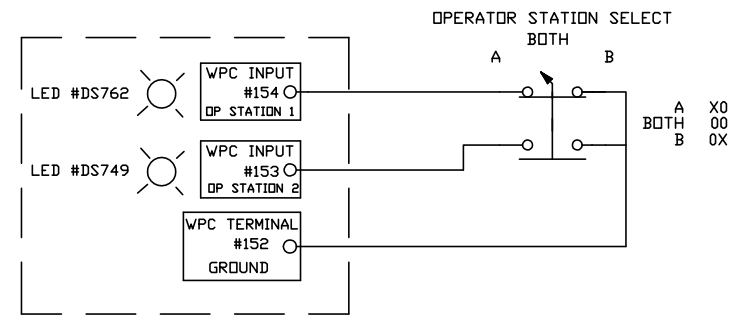 OPERATOR STATION SELECT
BOTH
A B
WPC INPUT
LED #DS762
#154
OP STATION 1
A X0
BOTH 00
B 0X
WPC INPUT
LED #DS749
#153
OP STATION 2
WPC TERMINAL
#152
GROUND